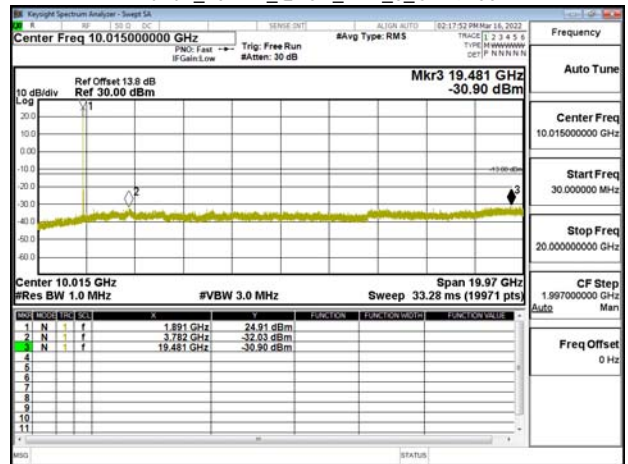 Keysight Spectrum Analyzer - Swept SA
R RF 50 Ω DC SENSE:INT ALIGN AUTO 02:17:52 PM Mar 16, 2022
Center Freq 10.015000000 GHz
PNO: Fast
IFGain:Low
Trig: Free Run
#Atten: 30 dB
#Avg Type: RMS
TRACE 1 2 3 4 5 6
TYPE M WWWWW
DET P N N N N N
Ref Offset 13.8 dB
Ref 30.00 dBm
10 dB/div
Log
Mkr3 19.481 GHz
-30.90 dBm
1
20.0
10.0
0.00
-10.0
-13.00 dBm
-20.0
2
3
-30.0
-40.0
-50.0
-60.0
Center 10.015 GHz
Span 19.97 GHz
#Res BW 1.0 MHz
#VBW 3.0 MHz
Sweep 33.28 ms (19971 pts)
MKR MODE TRC SCL X Y FUNCTION FUNCTION WIDTH FUNCTION VALUE
1 N 1 f 1.891 GHz 24.91 dBm
2 N 1 f 3.782 GHz -32.03 dBm
3 N 1 f 19.481 GHz -30.90 dBm
4
5
6
7
8
9
10
11
MSG
STATUS
Frequency
Auto Tune
Center Freq
10.015000000 GHz
Start Freq
30.000000 MHz
Stop Freq
20.000000000 GHz
CF Step
1.997000000 GHz
Auto Man
Freq Offset
0 Hz